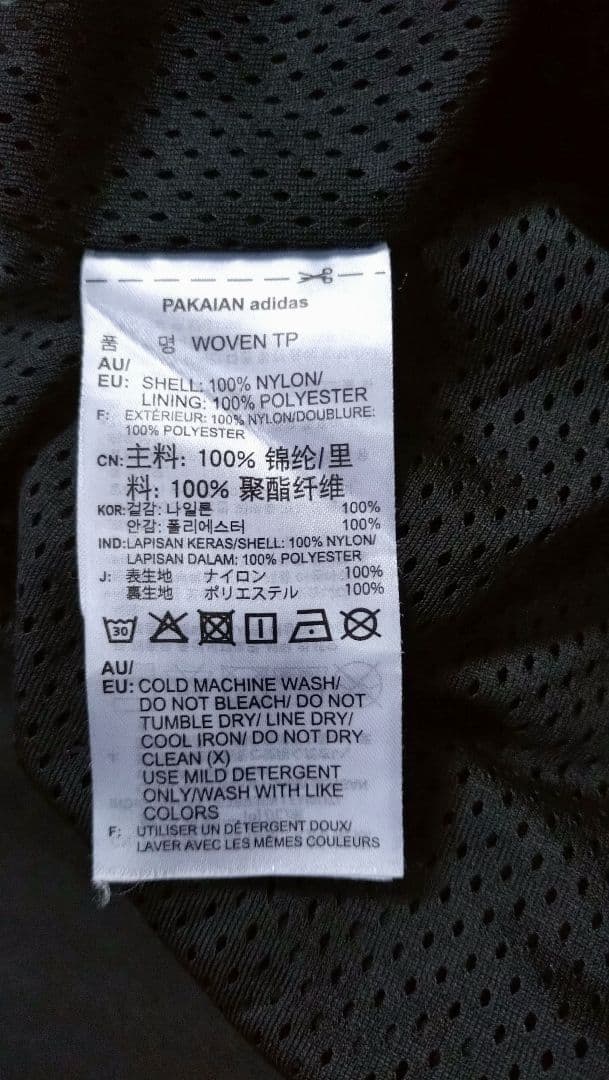 PAKAIAN adidas
품 명 WOVEN TP
AU/
EU: SHELL: 100% NYLON/
LINING: 100% POLYESTER
F: EXTÉRIEUR: 100% NYLON/DOUBLURE:
100% POLYESTER
CN: 主料: 100% 锦纶/里
料: 100% 聚酯纤维
KOR: 겉감: 나일론 100%
안감: 폴리에스터 100%
IND: LAPISAN KERAS/SHELL: 100% NYLON/
LAPISAN DALAM: 100% POLYESTER
J: 表生地 ナイロン 100%
裏生地 ポリエステル 100%
30
AU/
EU: COLD MACHINE WASH/
DO NOT BLEACH/ DO NOT
TUMBLE DRY/ LINE DRY/
COOL IRON/ DO NOT DRY
CLEAN (X)
USE MILD DETERGENT
ONLY/WASH WITH LIKE
COLORS
F: UTILISER UN DÉTERGENT DOUX/
LAVER AVEC LES MÊMES COULEURS